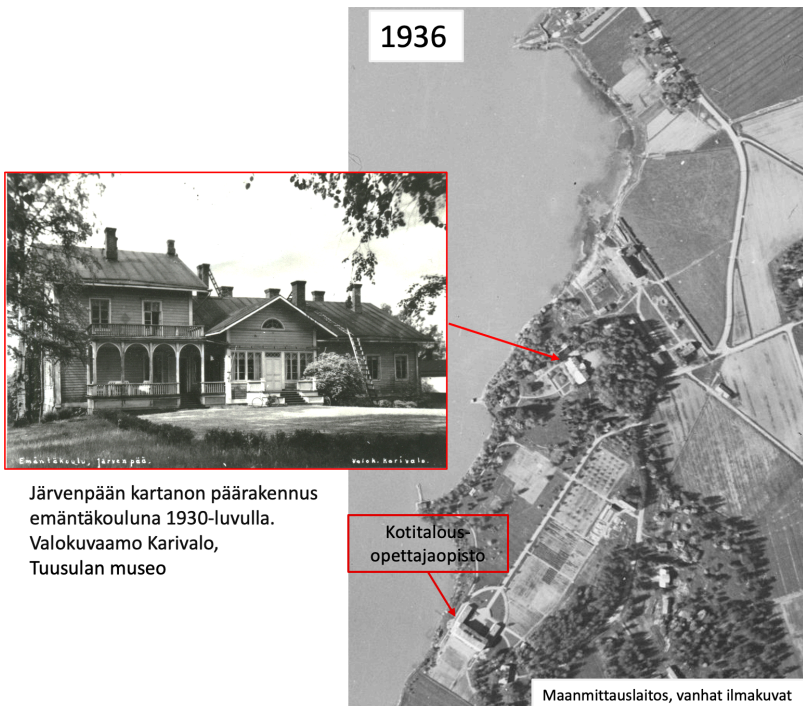 1936
Emäntäkoulu, Järvenpää.
Valok. Karivalo.
Järvenpään kartanon päärakennus
emäntäkouluna 1930-luvulla.
Valokuvaamo Karivalo,
Tuusulan museo
Kotitalous-
opettajaopisto
Maanmittauslaitos, vanhat ilmakuvat